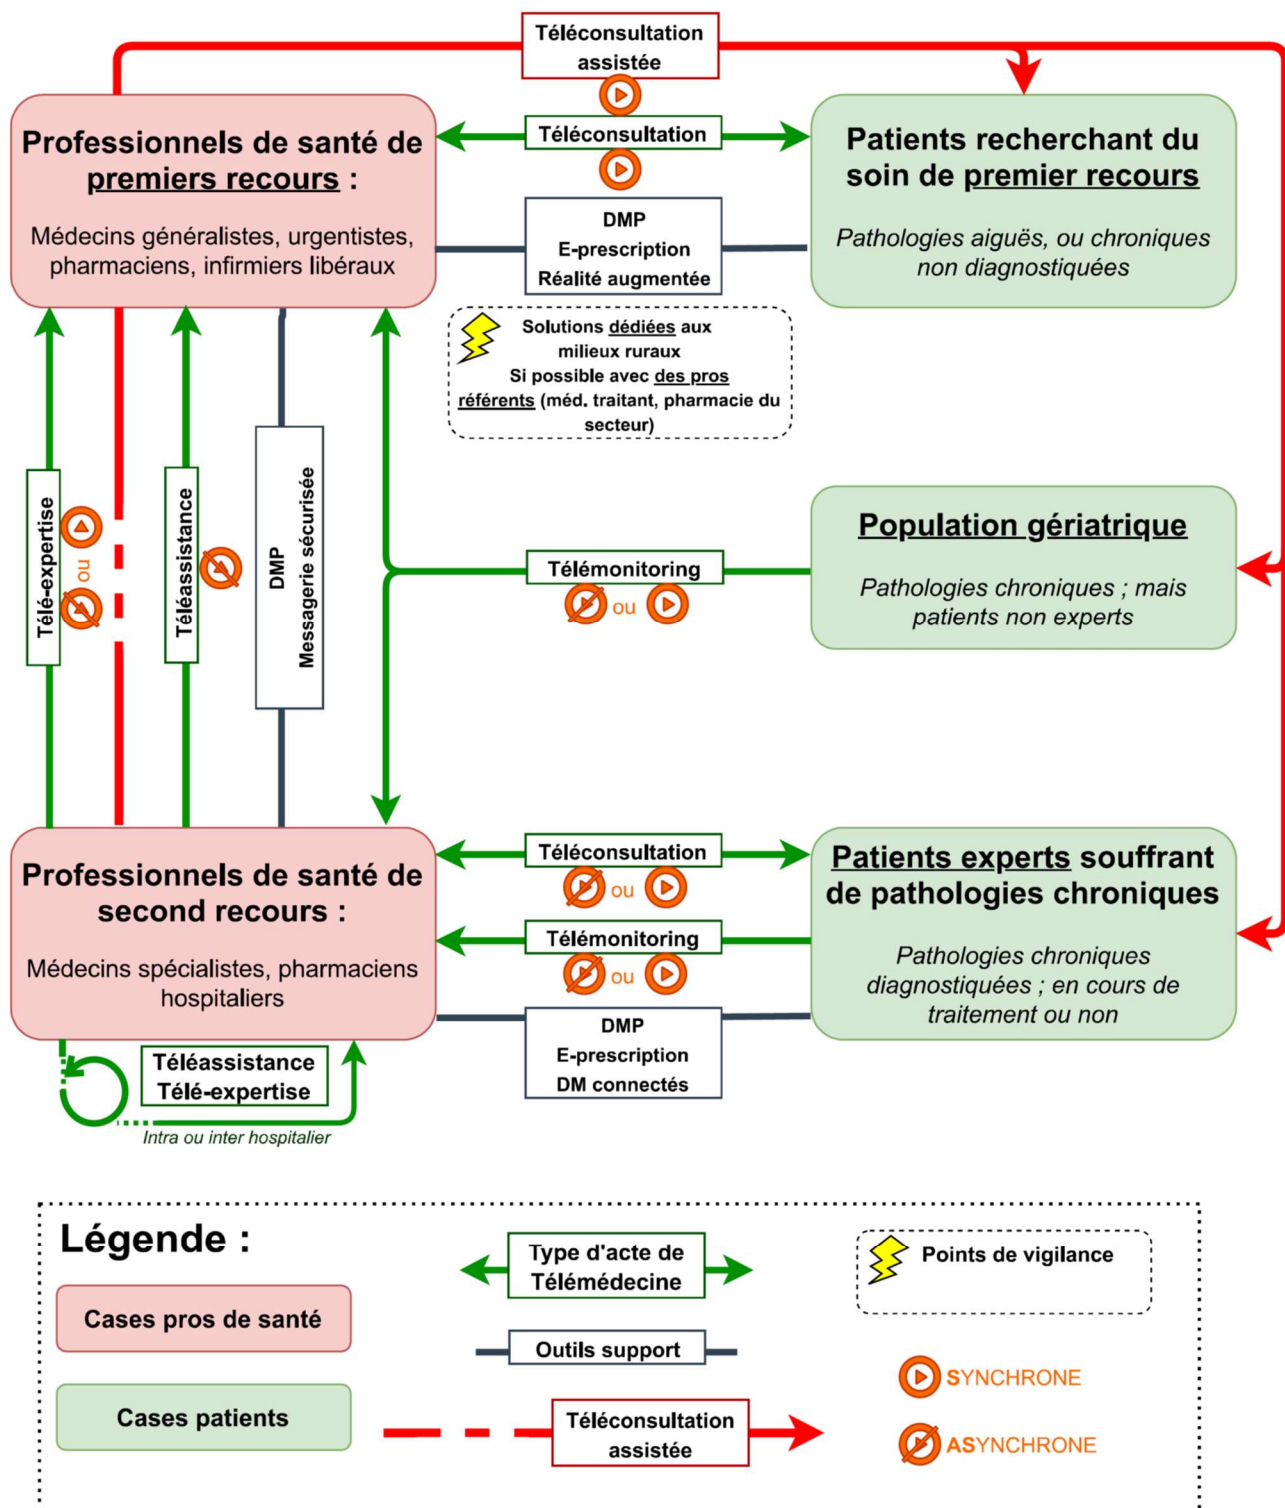 Téléconsultation
assistée
Professionnels de santé de
premiers recours :
Médecins généralistes, urgentistes,
pharmaciens, infirmiers libéraux
Téléconsultation
DMP
E-prescription
Réalité augmentée
Patients recherchant du
soin de premier recours
Pathologies aiguës, ou chroniques
non diagnostiquées
Solutions dédiées aux
milieux ruraux
Si possible avec des pros
référents (méd. traitant, pharmacie du
secteur)
Télé-expertise
ou
Téléassistance
DMP
Messagerie sécurisée
Télémonitoring
ou
Population gériatrique
Pathologies chroniques ; mais
patients non experts
Professionnels de santé de
second recours :
Médecins spécialistes, pharmaciens
hospitaliers
Téléconsultation
ou
Télémonitoring
ou
DMP
E-prescription
DM connectés
Patients experts souffrant
de pathologies chroniques
Pathologies chroniques
diagnostiquées ; en cours de
traitement ou non
Téléassistance
Télé-expertise
Intra ou inter hospitalier
Légende :
Cases pros de santé
Cases patients
Type d'acte de
Télémédecine
Outils support
Téléconsultation
assistée
Points de vigilance
SYNCHRONE
ASYNCHRONE